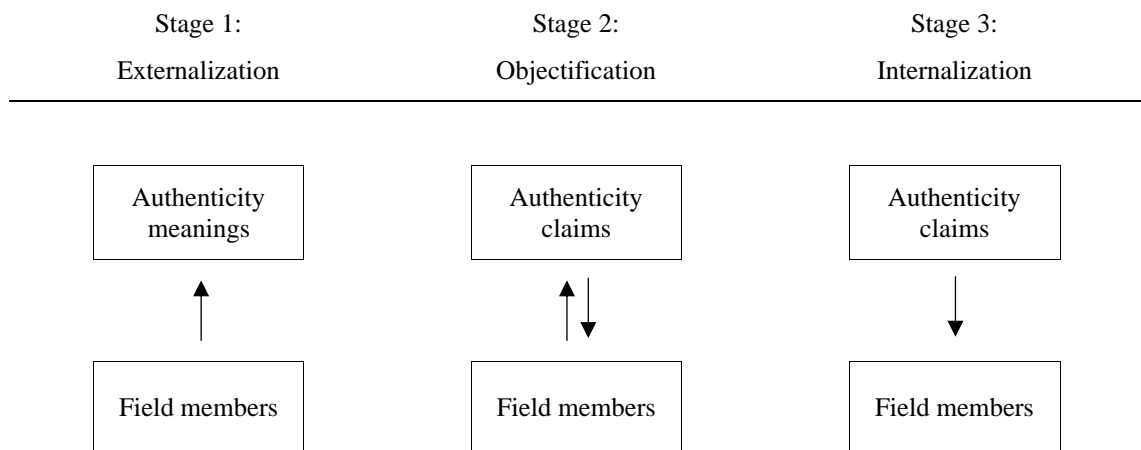 Stage 1:
Externalization
Stage 2:
Objectification
Stage 3:
Internalization
Authenticity
meanings
Authenticity
claims
Authenticity
claims
Field members
Field members
Field members